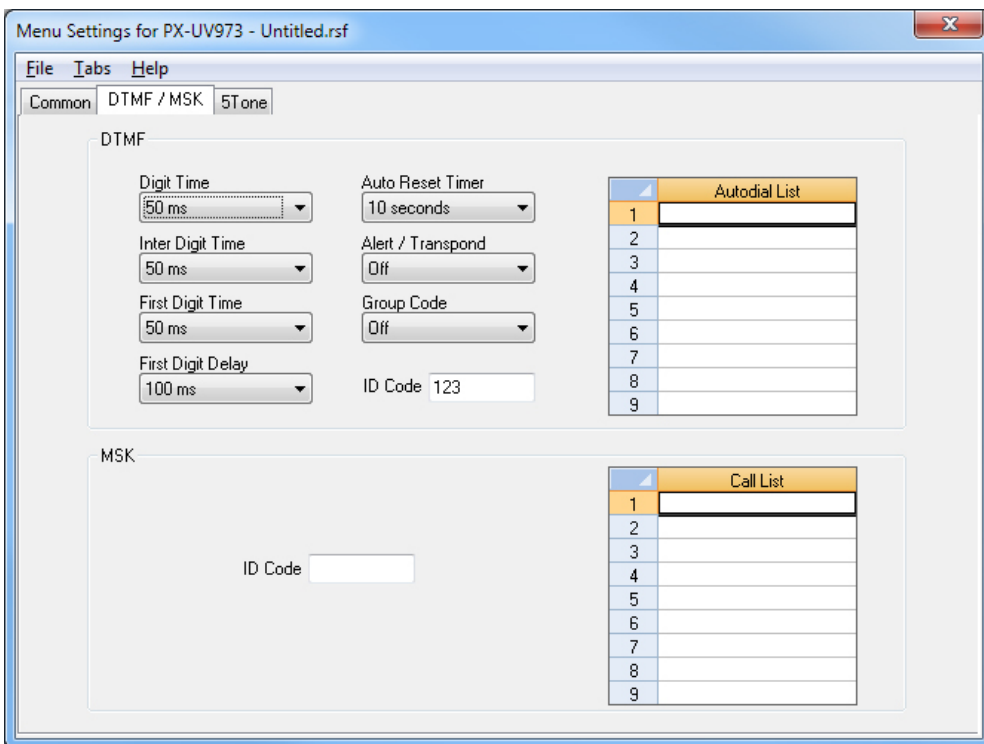 Menu Settings for PX-UV973 - Untitled.rsf
File Tabs Help
Common DTMF / MSK 5Tone
DTMF
Digit Time
50 ms
Inter Digit Time
50 ms
First Digit Time
50 ms
First Digit Delay
100 ms
Auto Reset Timer
10 seconds
Alert / Transpond
Off
Group Code
Off
ID Code 123
Autodial List
1
2
3
4
5
6
7
8
9
MSK
ID Code
Call List
1
2
3
4
5
6
7
8
9